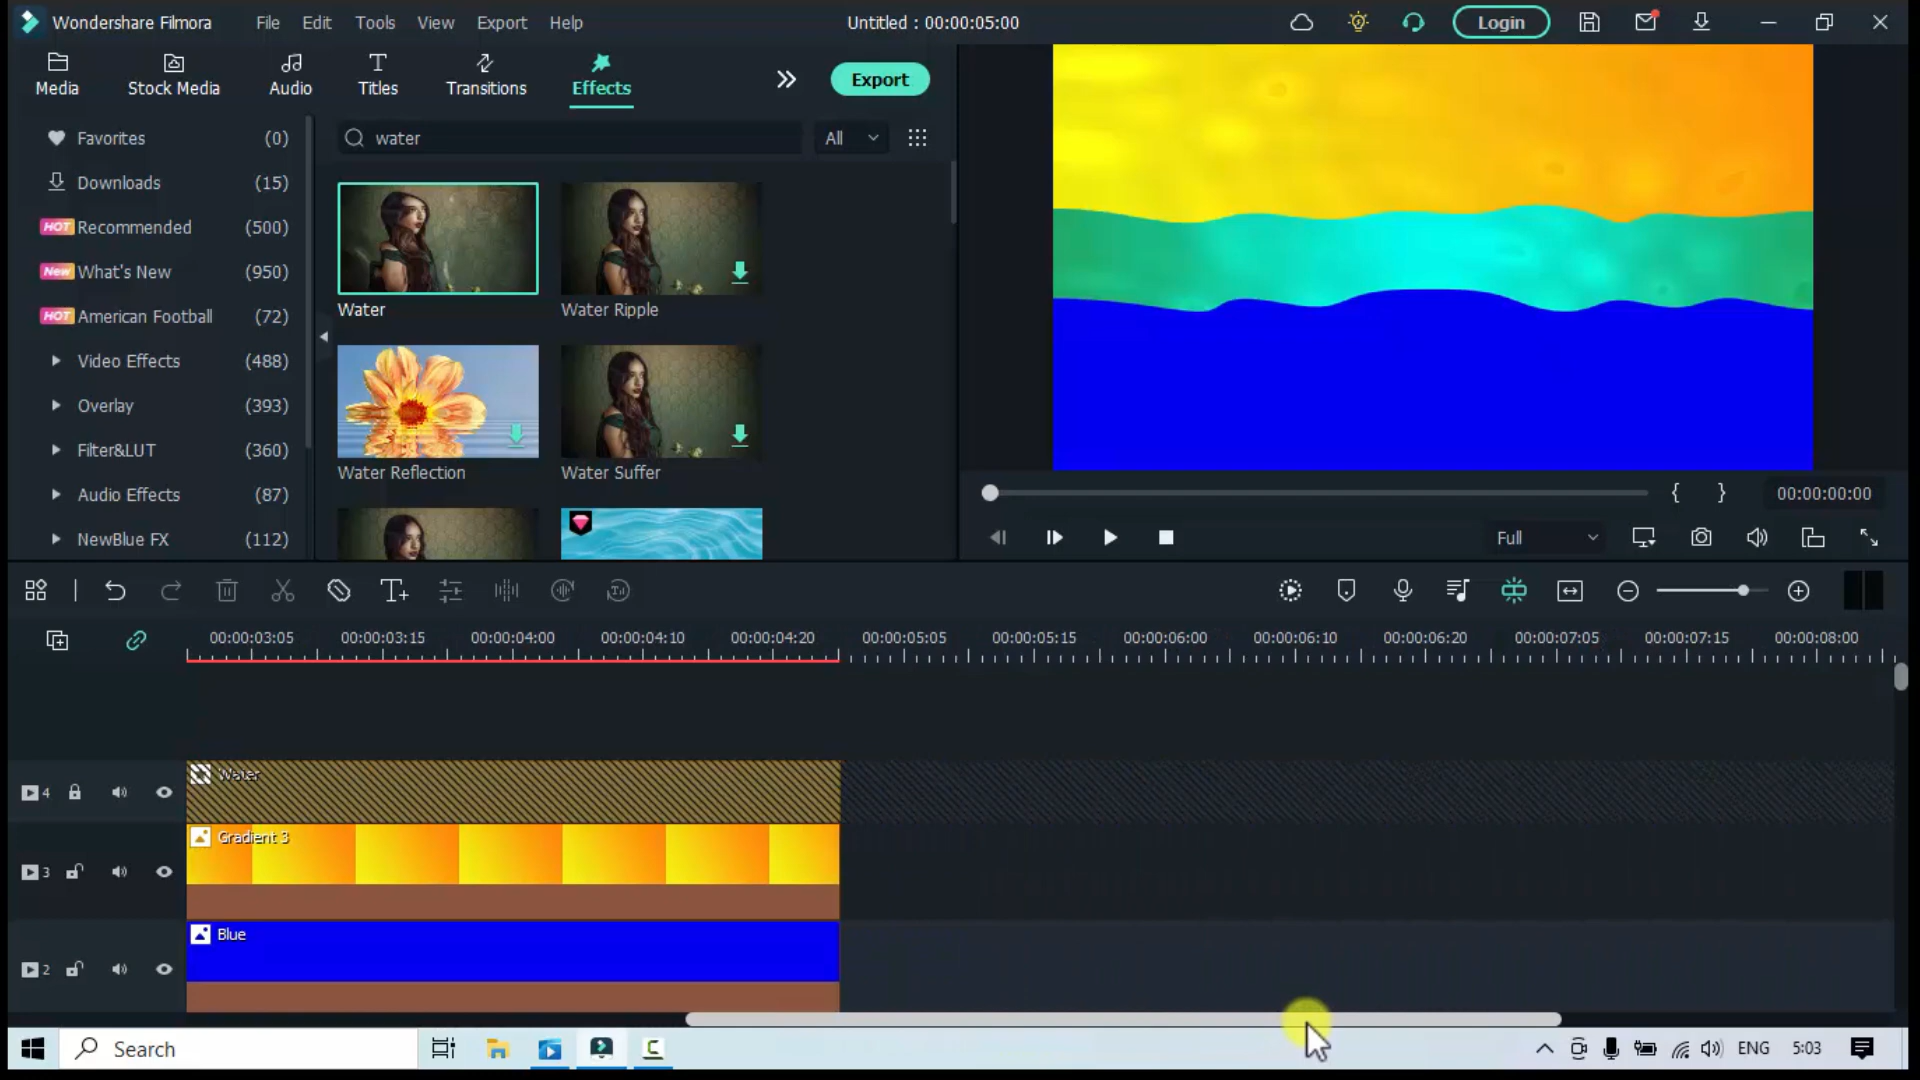 Wondershare Filmora File Edit Tools View Export Help Untitled : 00:00:05:00 Login
Media Stock Media Audio Titles Transitions Effects Export
Favorites (0)
Downloads (15)
HOT Recommended (500)
New What's New (950)
HOT American Football (72)
Video Effects (488)
Overlay (393)
Filter&LUT (360)
Audio Effects (87)
NewBlue FX (112)
water All
Water Water Ripple
Water Reflection Water Suffer
{ } 00:00:00:00
Full
00:00:03:05 00:00:03:15 00:00:04:00 00:00:04:10 00:00:04:20 00:00:05:05 00:00:05:15 00:00:06:00 00:00:06:10 00:00:06:20 00:00:07:05 00:00:07:15 00:00:08:00
4 Water
3 Gradient 3
2 Blue
Search ENG 5:03